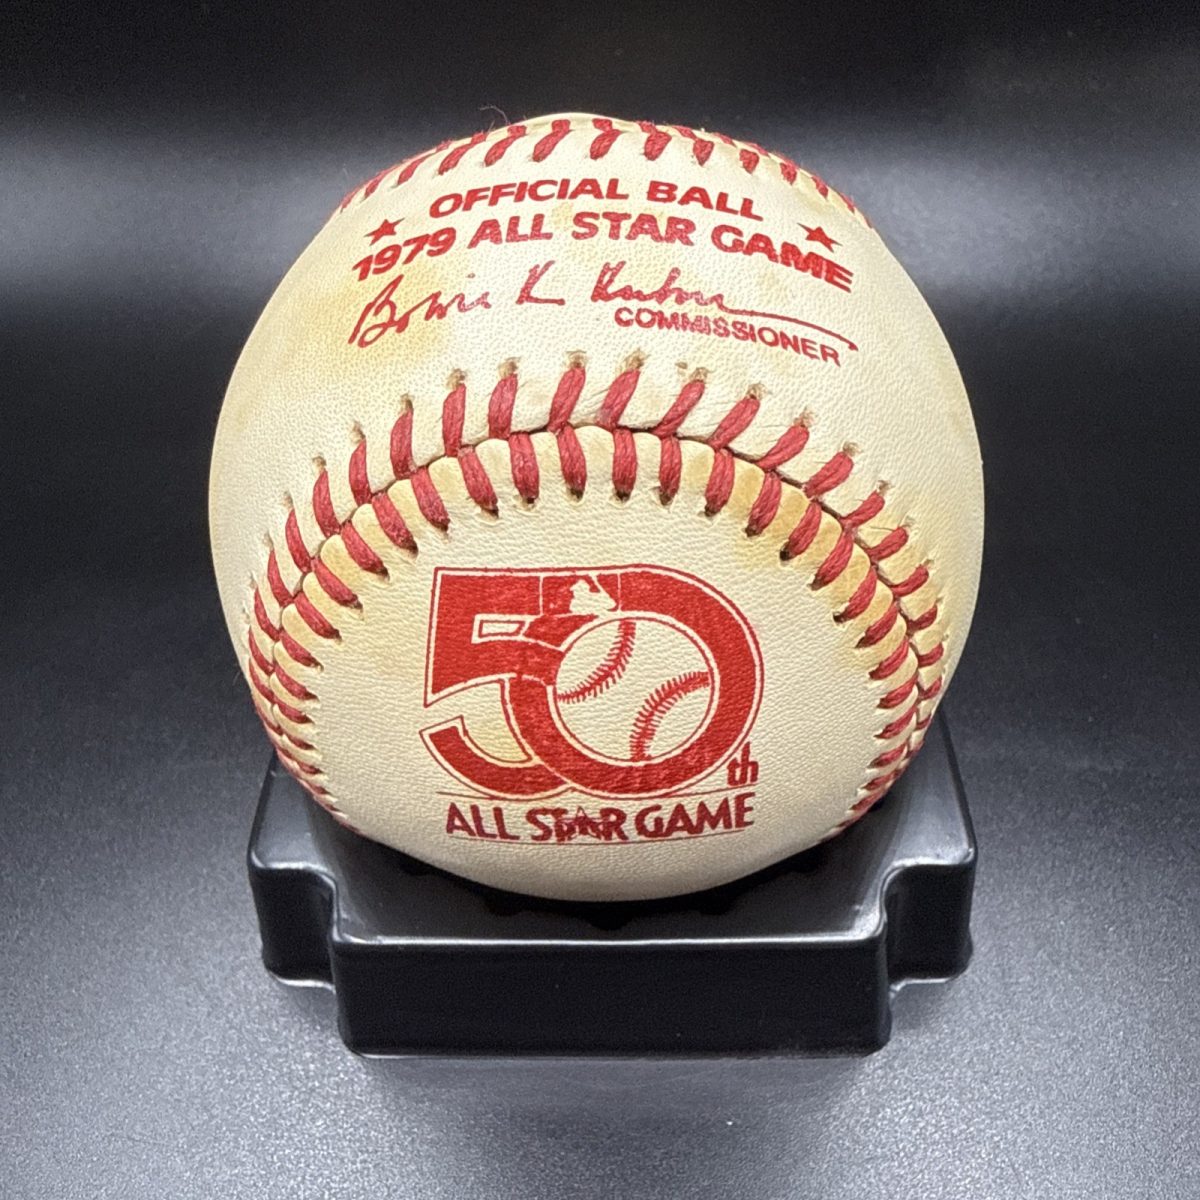 OFFICIAL BALL
★ 1979 ALL STAR GAME ★
Bowie K Kuhn
COMMISSIONER
50th
ALL STAR GAME